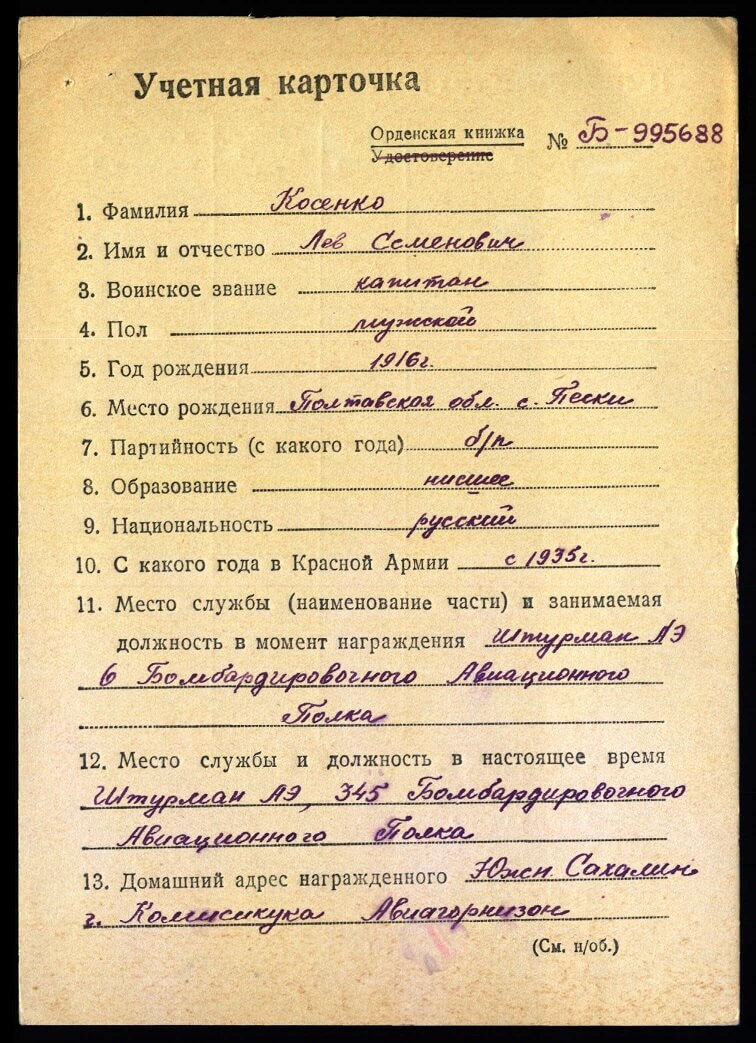 Учетная карточка
Орденская книжка № Б-995688
Удостоверение
1. Фамилия Косенко
2. Имя и отчество Лев Семенович
3. Воинское звание капитан
4. Пол мужской
5. Год рождения 1916г.
6. Место рождения Полтавская обл. с. Пески
7. Партийность (с какого года) б/п
8. Образование низшее
9. Национальность русский
10. С какого года в Красной Армии с 1935г.
11. Место службы (наименование части) и занимаемая
должность в момент награждения Штурман АЭ
6 Бомбардировочного Авиационного
Полка
12. Место службы и должность в настоящее время
Штурман АЭ, 345 Бомбардировочного
Авиационного Полка
13. Домашний адрес награжденного Южн. Сахалин
г. Авиагорнизон
(См. н/об.)